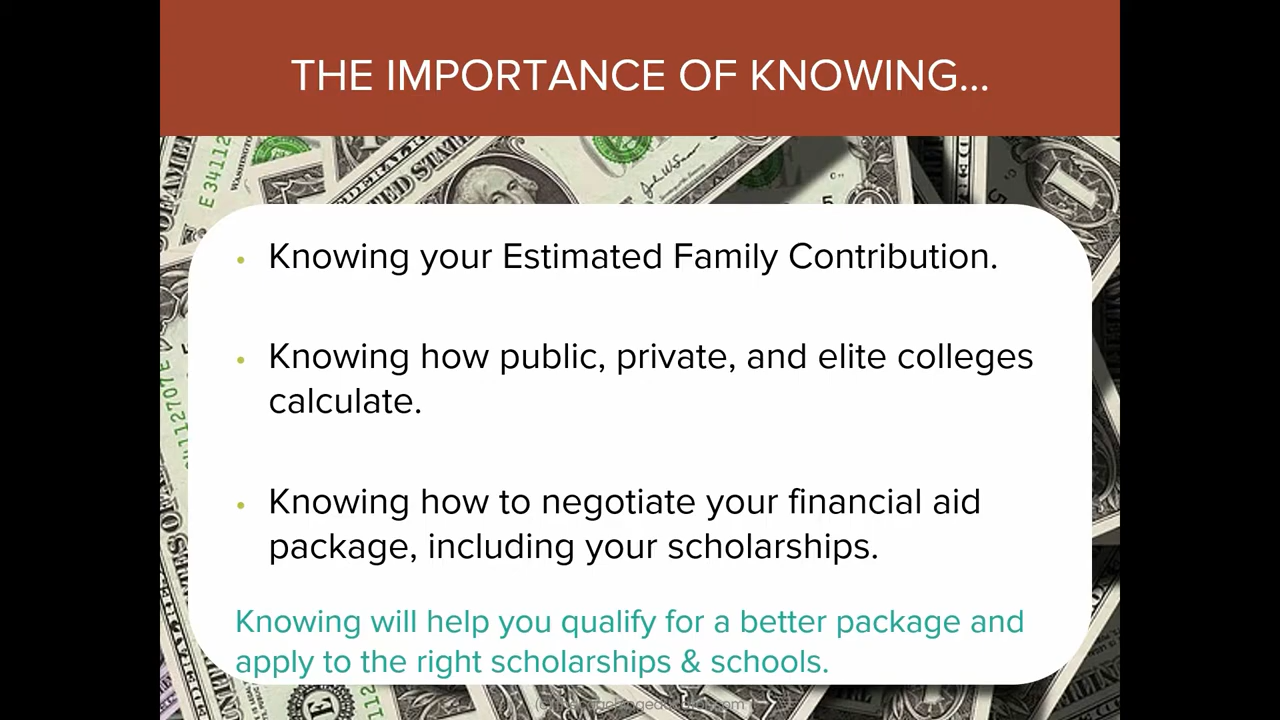 THE IMPORTANCE OF KNOWING...
• Knowing your Estimated Family Contribution.
• Knowing how public, private, and elite colleges
calculate.
• Knowing how to negotiate your financial aid
package, including your scholarships.
Knowing will help you qualify for a better package and
apply to the right scholarships & schools.